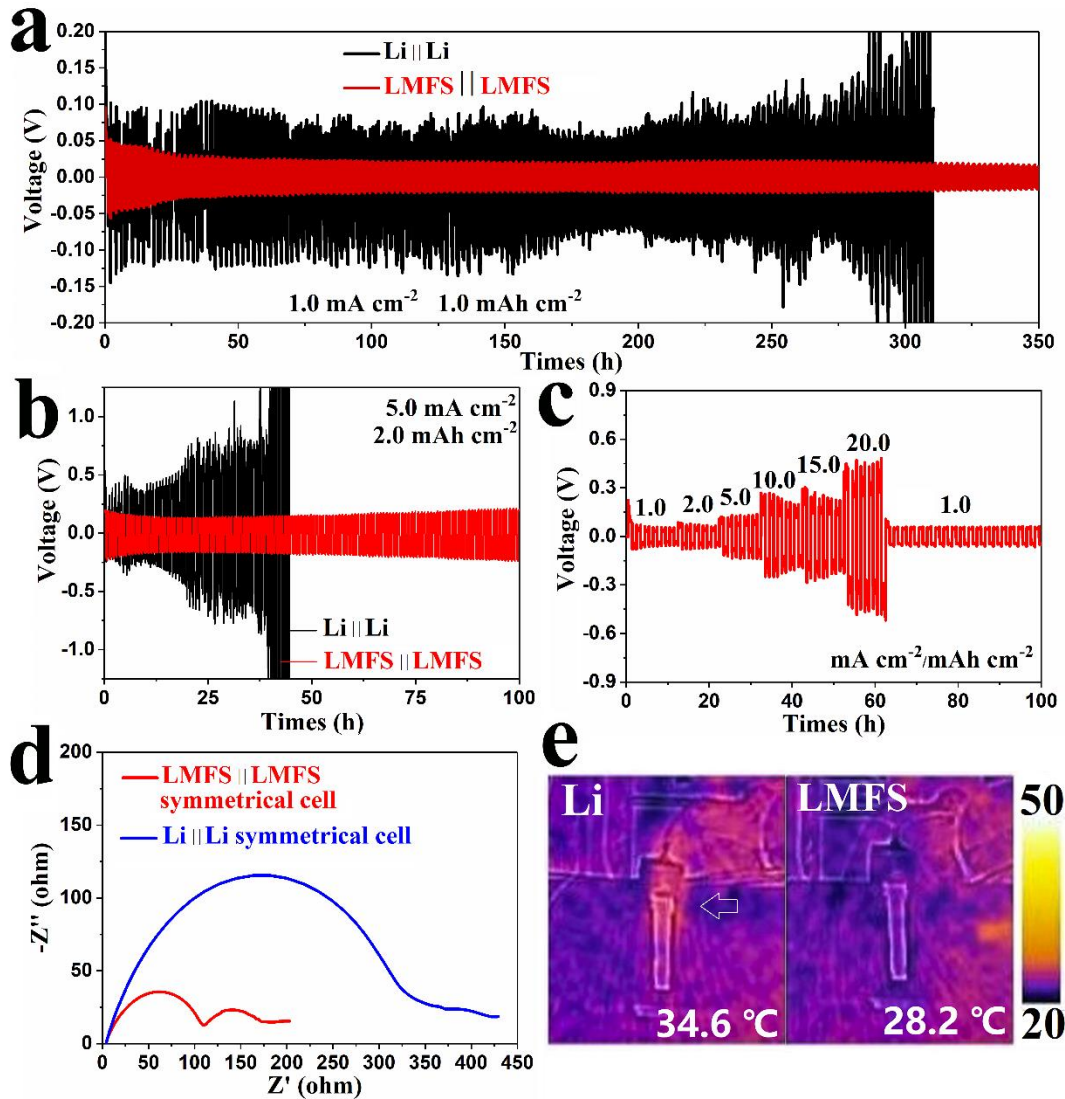 a
Li || Li
LMFS || LMFS
0.20
0.15
0.10
0.05
0.00
-0.05
-0.10
-0.15
-0.20
Voltage (V)
1.0 mA cm⁻² 1.0 mAh cm⁻²
0 50 100 150 200 250 300 350
Times (h)
b
5.0 mA cm⁻²
2.0 mAh cm⁻²
1.0
0.5
0.0
-0.5
-1.0
Voltage (V)
Li || Li
LMFS || LMFS
0 25 50 75 100
Times (h)
c
0.9
0.6
0.3
0.0
-0.3
-0.6
-0.9
Voltage (V)
1.0 2.0 5.0 10.0 15.0 20.0 1.0
mA cm⁻²/mAh cm⁻²
0 20 40 60 80 100
Times (h)
d
200
150
100
50
0
-Z'' (ohm)
LMFS || LMFS
symmetrical cell
Li || Li symmetrical cell
0 50 100 150 200 250 300 350 400 450
Z' (ohm)
e
Li
34.6 ℃
LMFS
28.2 ℃
50
20